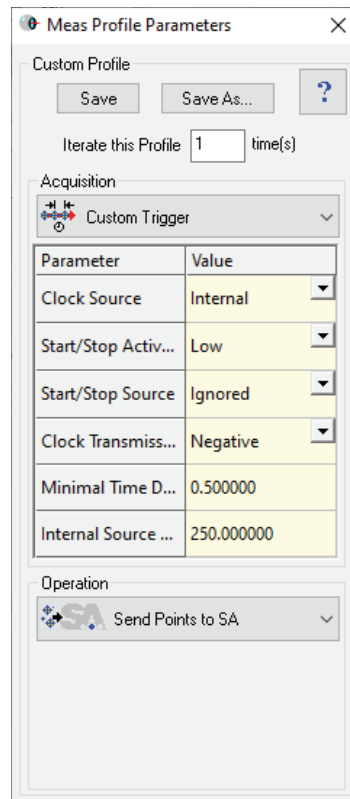 Meas Profile Parameters
Custom Profile
Save Save As... ?
Iterate this Profile 1 time(s)
Acquisition
Custom Trigger
Parameter Value
Clock Source Internal
Start/Stop Activ... Low
Start/Stop Source Ignored
Clock Transmiss... Negative
Minimal Time D... 0.500000
Internal Source ... 250.000000
Operation
SA Send Points to SA